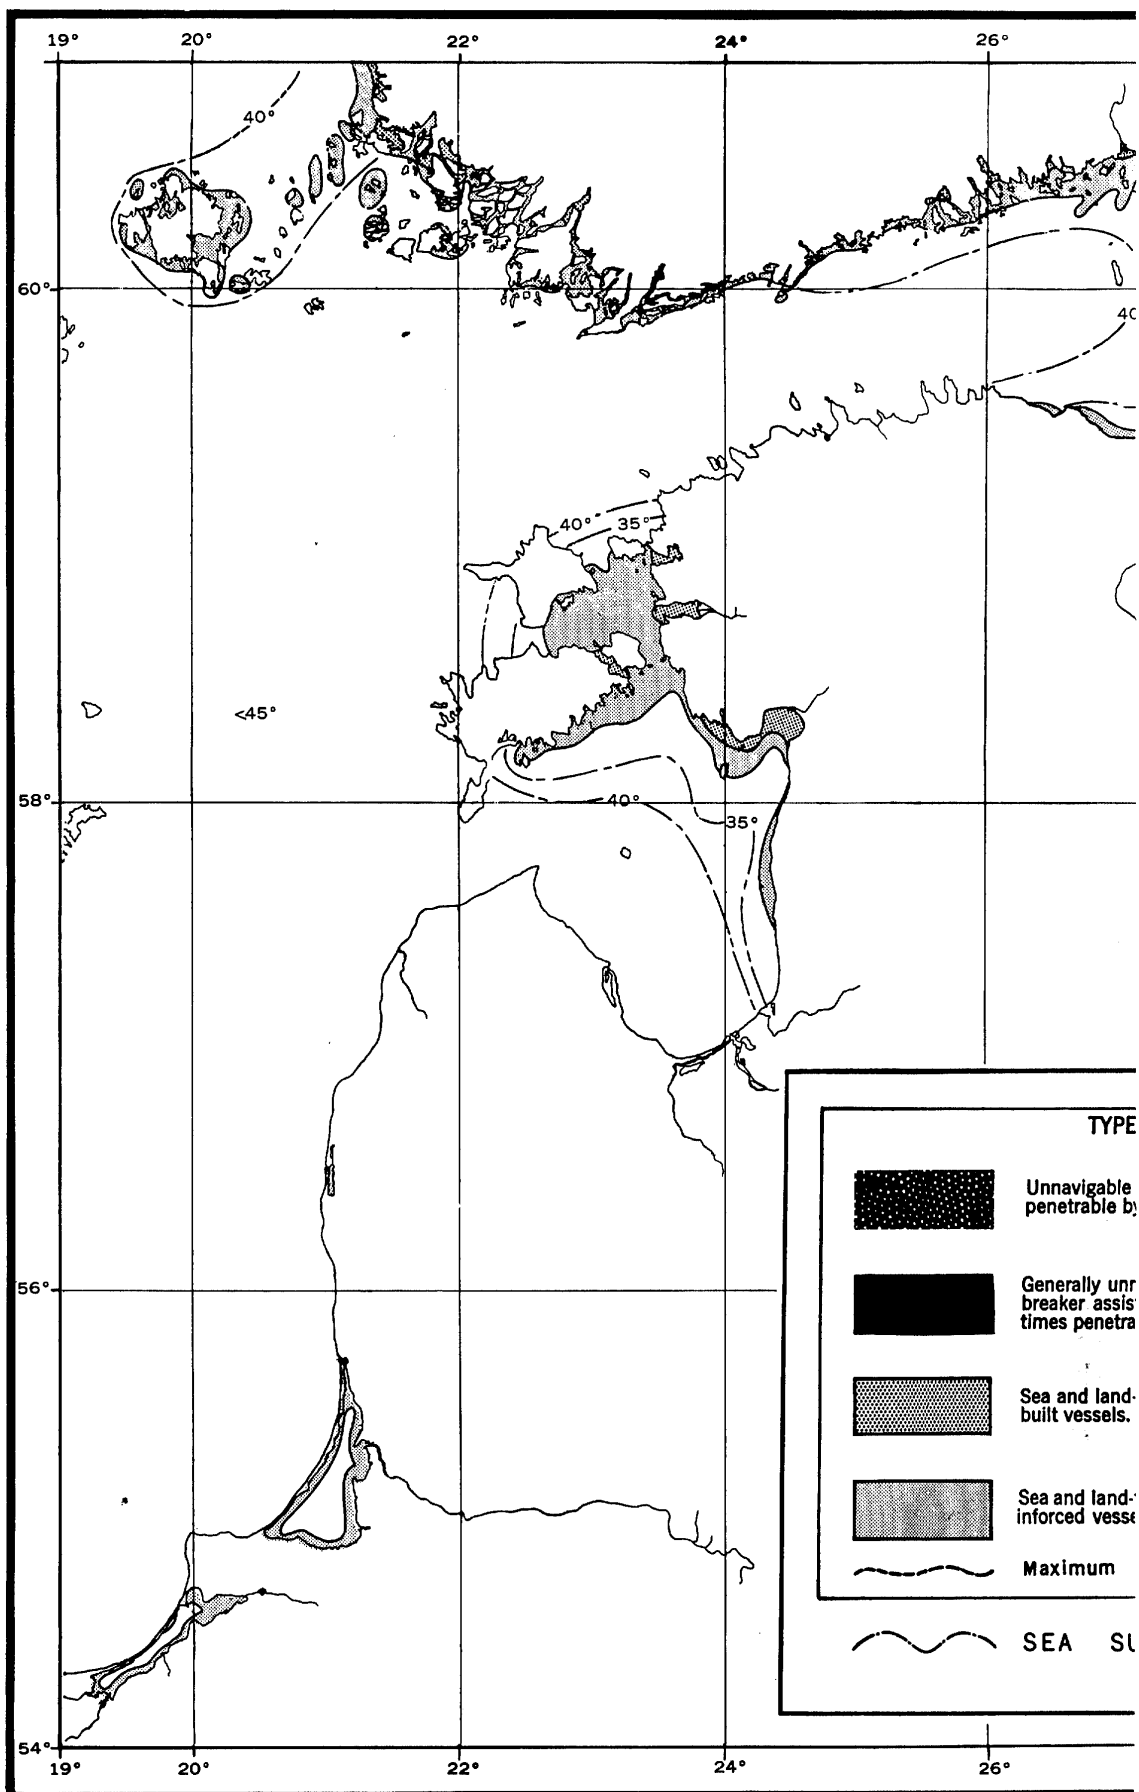 19° 20° 22° 24° 26°
40°
60°
40
40° 35°
<45°
58°
40°
35°
TYPE
Unnavigable
penetrable by
56°
Generally unr
breaker assis
times penetra
Sea and land-
built vessels.
Sea and land-
inforced vesse
Maximum
SEA SU
54°
19° 20° 22° 24° 26°